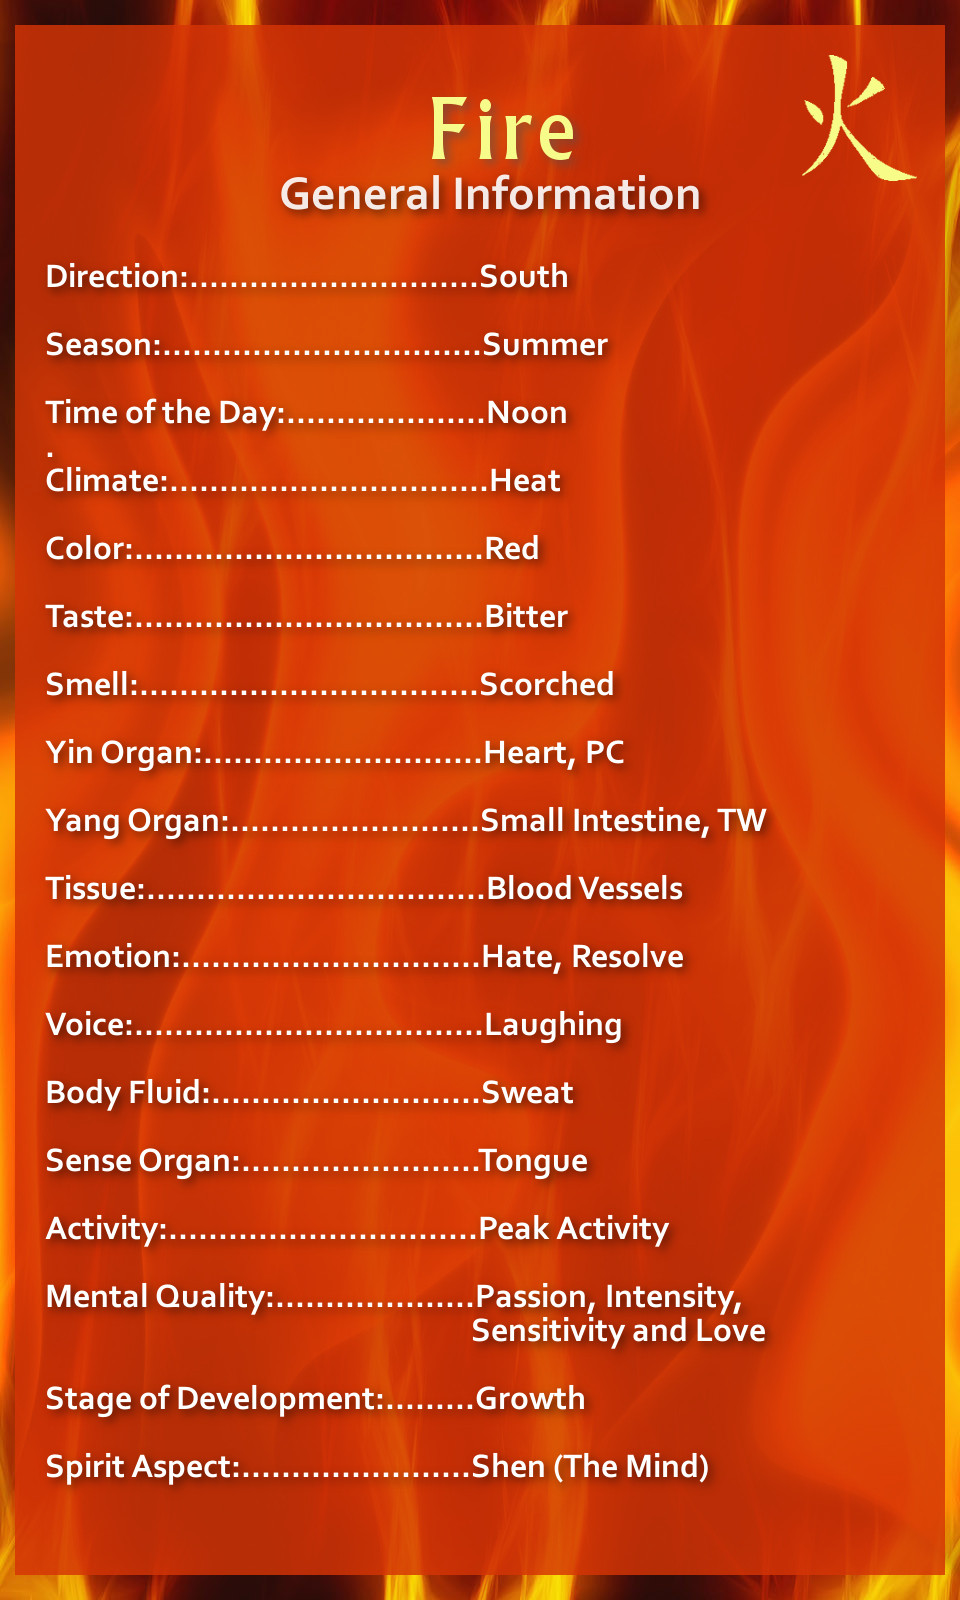 火
Fire
General Information
Direction:.............................South
Season:................................Summer
Time of the Day:....................Noon
.
Climate:................................Heat
Color:...................................Red
Taste:...................................Bitter
Smell:..................................Scorched
Yin Organ:............................Heart, PC
Yang Organ:.........................Small Intestine, TW
Tissue:..................................Blood Vessels
Emotion:..............................Hate, Resolve
Voice:...................................Laughing
Body Fluid:...........................Sweat
Sense Organ:........................Tongue
Activity:...............................Peak Activity
Mental Quality:....................Passion, Intensity,
Sensitivity and Love
Stage of Development:.........Growth
Spirit Aspect:.......................Shen (The Mind)